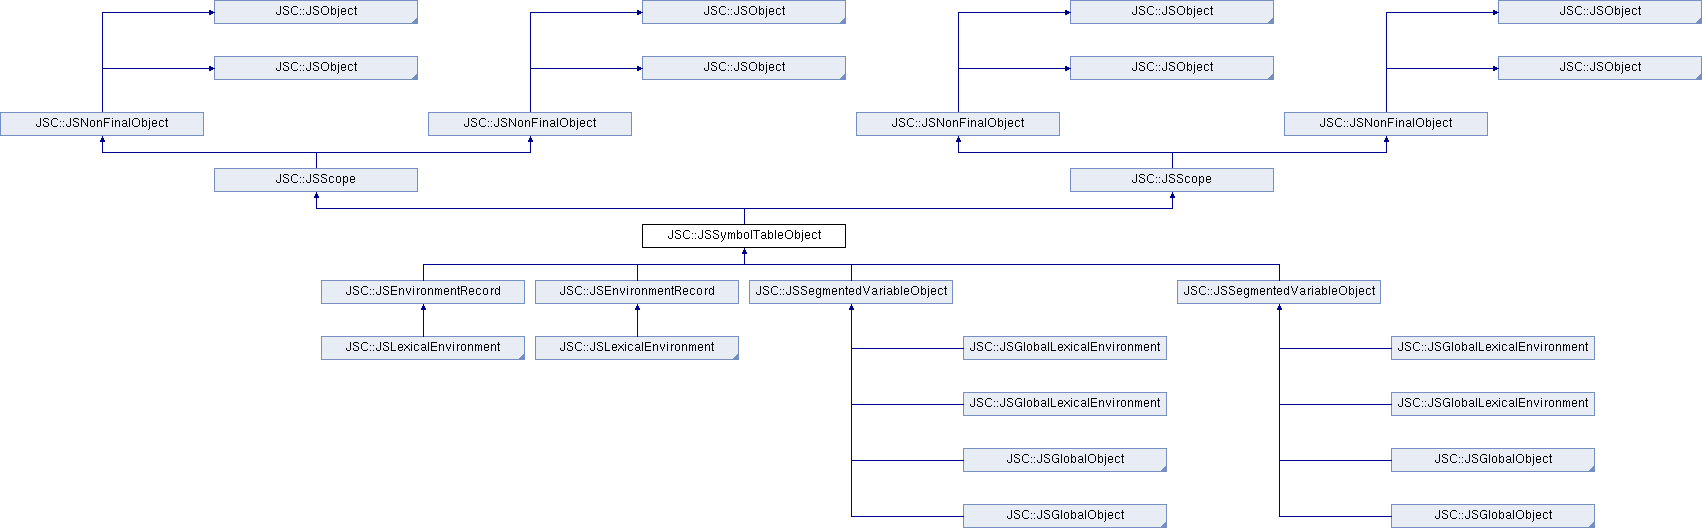 JSC::JSObject
JSC::JSObject
JSC::JSObject
JSC::JSObject
JSC::JSObject
JSC::JSObject
JSC::JSObject
JSC::JSObject
JSC::JSNonFinalObject
JSC::JSNonFinalObject
JSC::JSNonFinalObject
JSC::JSNonFinalObject
JSC::JSScope
JSC::JSScope
JSC::JSSymbolTableObject
JSC::JSEnvironmentRecord
JSC::JSEnvironmentRecord
JSC::JSSegmentedVariableObject
JSC::JSSegmentedVariableObject
JSC::JSLexicalEnvironment
JSC::JSLexicalEnvironment
JSC::JSGlobalLexicalEnvironment
JSC::JSGlobalLexicalEnvironment
JSC::JSGlobalLexicalEnvironment
JSC::JSGlobalLexicalEnvironment
JSC::JSGlobalObject
JSC::JSGlobalObject
JSC::JSGlobalObject
JSC::JSGlobalObject